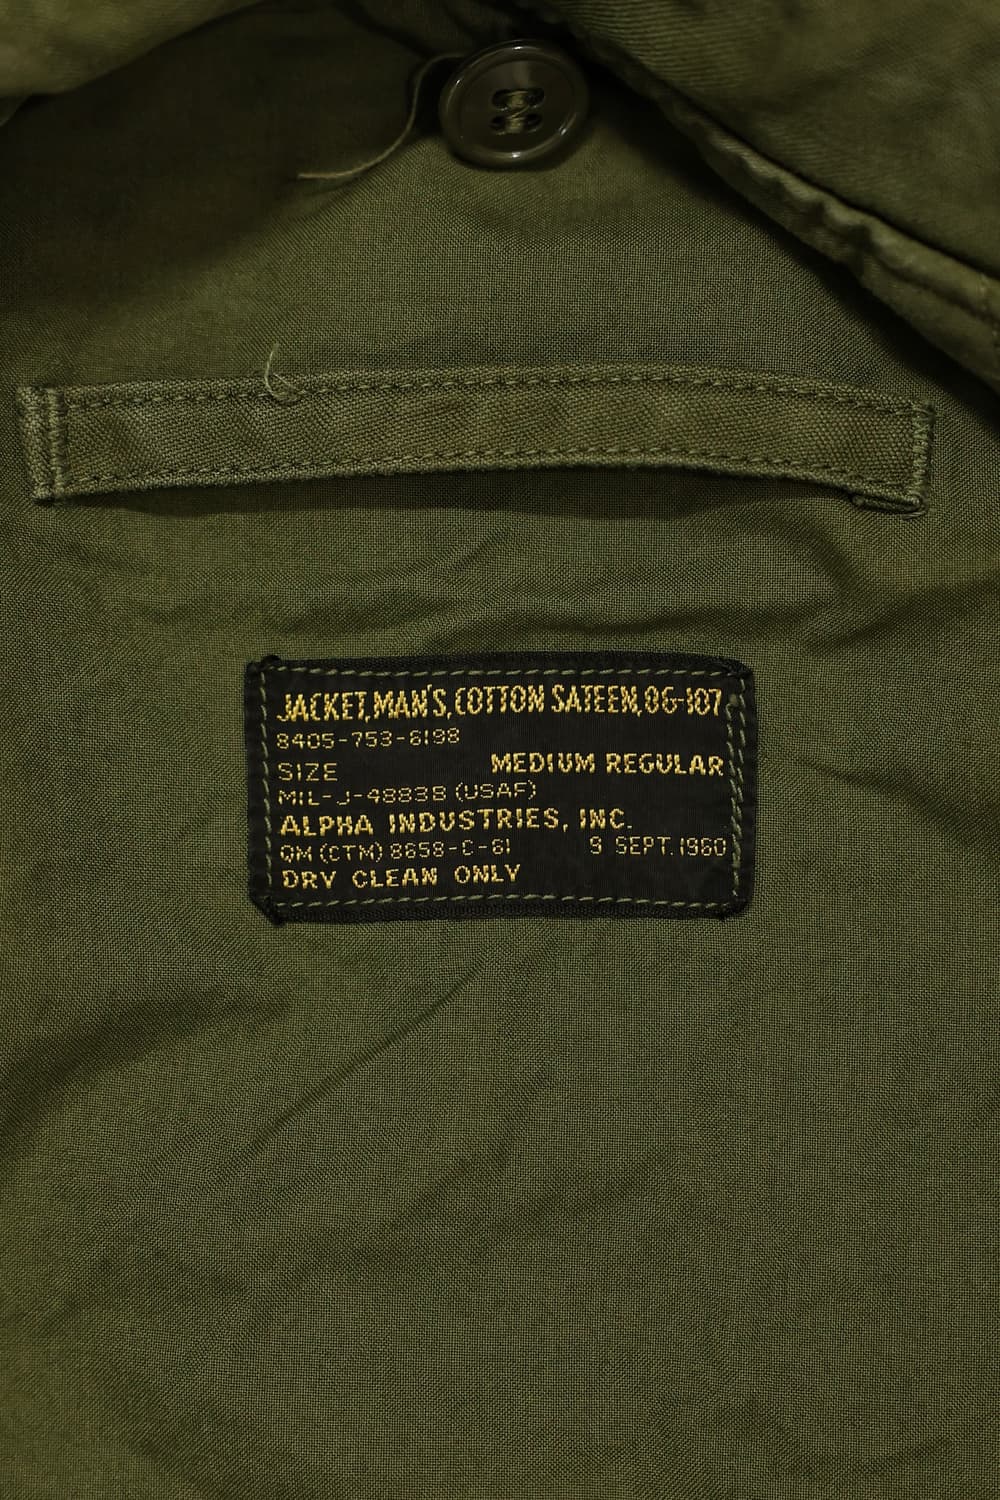 JACKET, MAN'S, COTTON SATEEN, OG-107
8405-753-6198
SIZE MEDIUM REGULAR
MIL-J-4883B (USAF)
ALPHA INDUSTRIES, INC.
QM (CTM) 8658-C-61 9 SEPT. 1960
DRY CLEAN ONLY